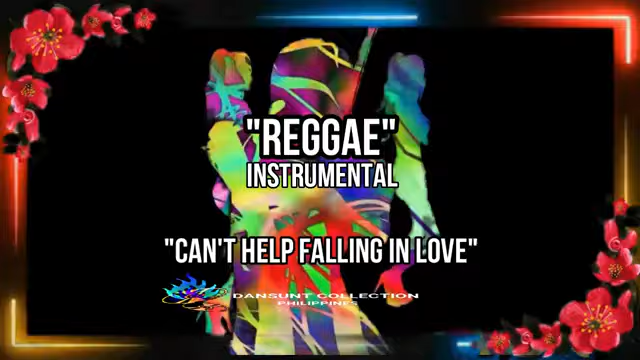 "REGGAE"
INSTRUMENTAL
"CAN'T HELP FALLING IN LOVE"
DANSUNT COLLECTION
PHILIPPINES